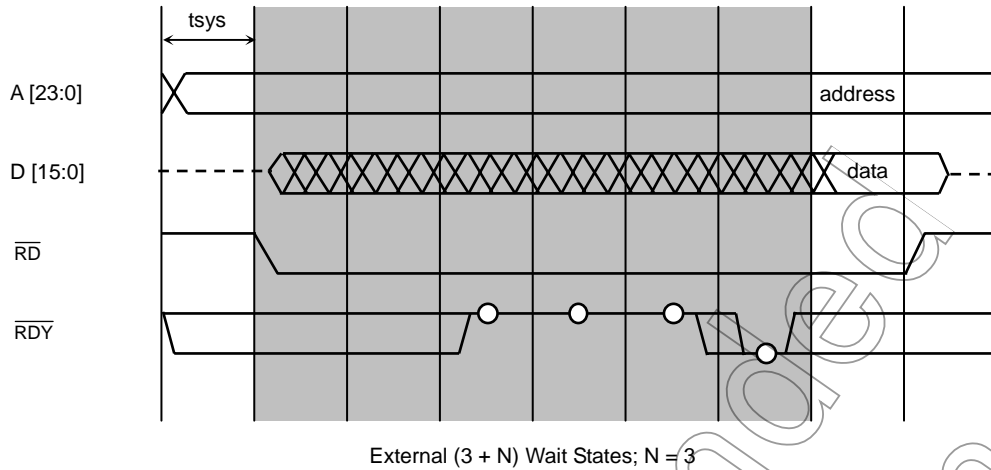 tsys
A [23:0]
address
D [15:0]
data
RD
RDY
External (3 + N) Wait States; N = 3